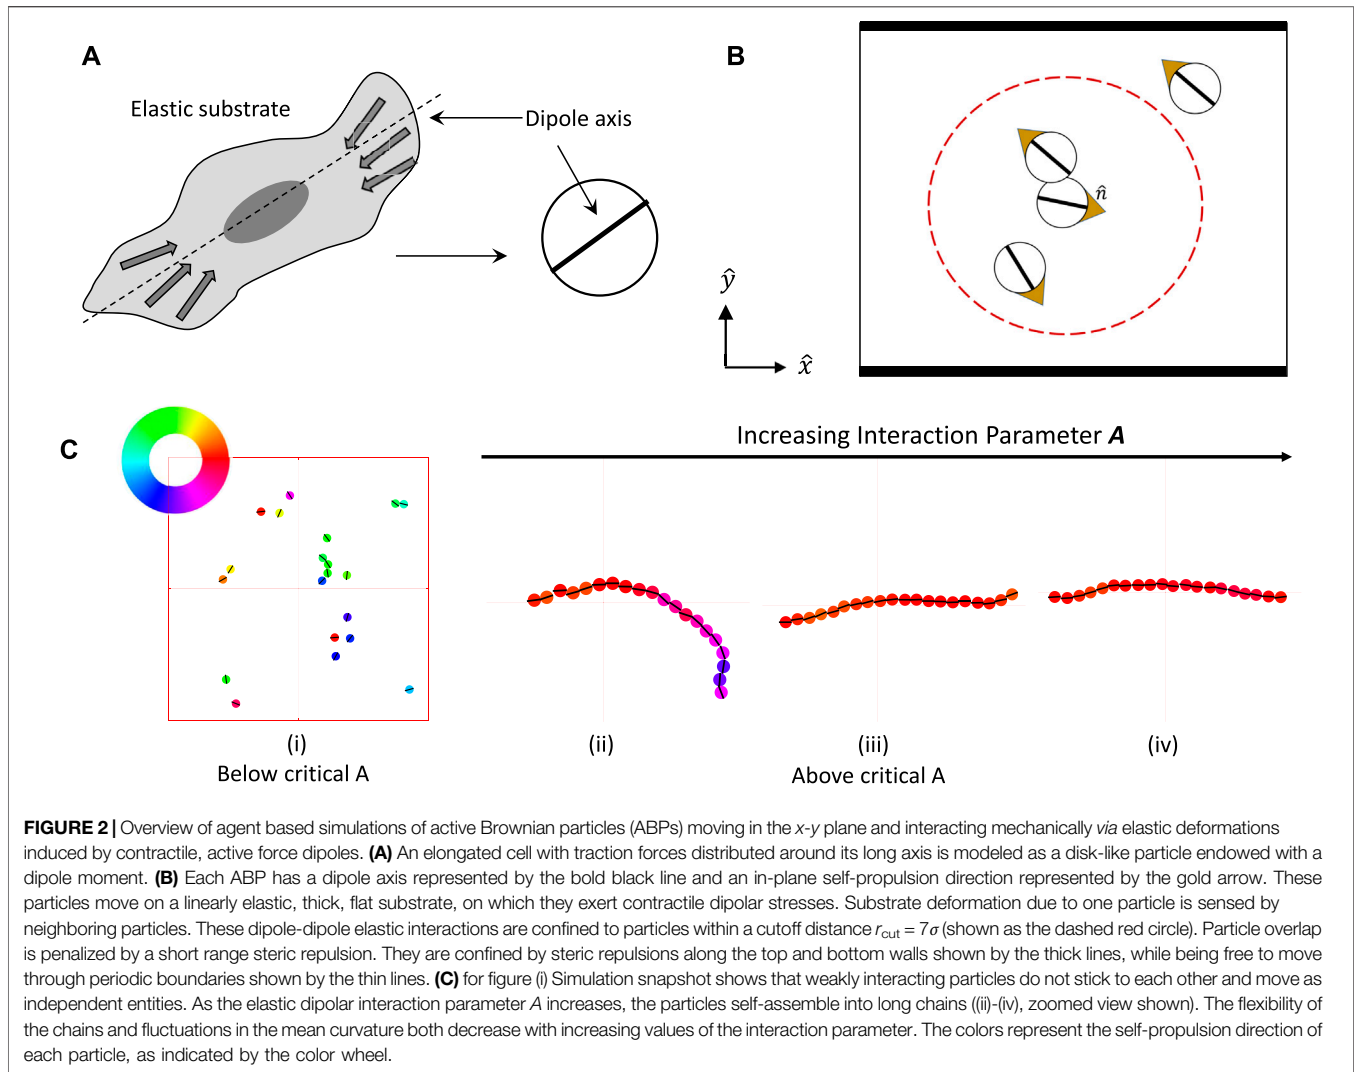 A
Elastic substrate
Dipole axis
B
n̂
ŷ
x̂
C
Increasing Interaction Parameter A
(i)
(ii)
(iii)
(iv)
Below critical A
Above critical A
FIGURE 2 | Overview of agent based simulations of active Brownian particles (ABPs) moving in the x-y plane and interacting mechanically via elastic deformations
induced by contractile, active force dipoles. (A) An elongated cell with traction forces distributed around its long axis is modeled as a disk-like particle endowed with a
dipole moment. (B) Each ABP has a dipole axis represented by the bold black line and an in-plane self-propulsion direction represented by the gold arrow. These
particles move on a linearly elastic, thick, flat substrate, on which they exert contractile dipolar stresses. Substrate deformation due to one particle is sensed by
neighboring particles. These dipole-dipole elastic interactions are confined to particles within a cutoff distance r_cut = 7σ (shown as the dashed red circle). Particle overlap
is penalized by a short range steric repulsion. They are confined by steric repulsions along the top and bottom walls shown by the thick lines, while being free to move
through periodic boundaries shown by the thin lines. (C) for figure (i) Simulation snapshot shows that weakly interacting particles do not stick to each other and move as
independent entities. As the elastic dipolar interaction parameter A increases, the particles self-assemble into long chains ((ii)-(iv), zoomed view shown). The flexibility of
the chains and fluctuations in the mean curvature both decrease with increasing values of the interaction parameter. The colors represent the self-propulsion direction of
each particle, as indicated by the color wheel.